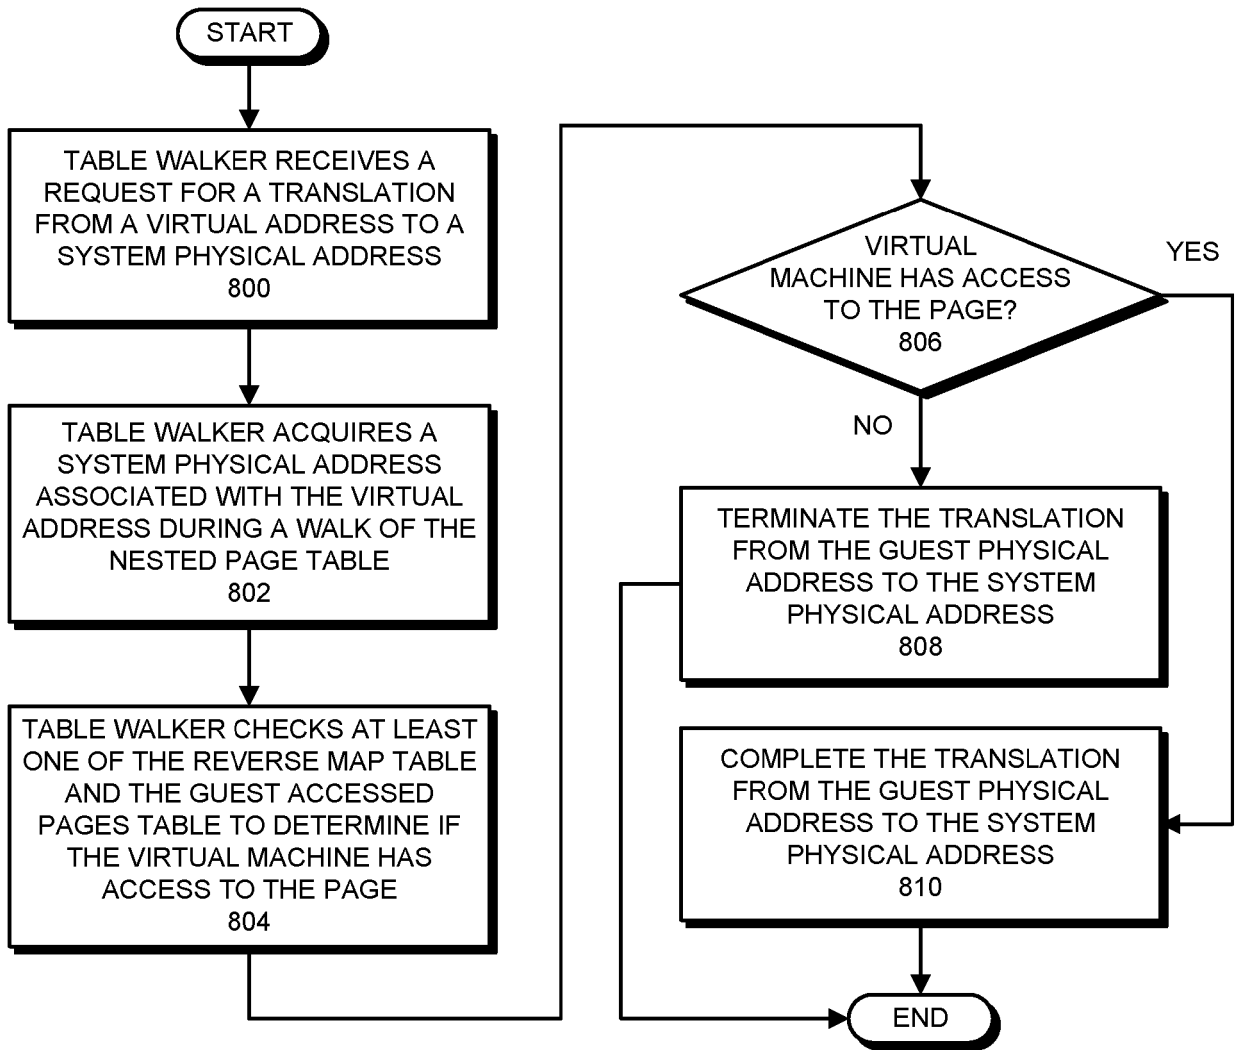 START
TABLE WALKER RECEIVES A
REQUEST FOR A TRANSLATION
FROM A VIRTUAL ADDRESS TO A
SYSTEM PHYSICAL ADDRESS
800
TABLE WALKER ACQUIRES A
SYSTEM PHYSICAL ADDRESS
ASSOCIATED WITH THE VIRTUAL
ADDRESS DURING A WALK OF THE
NESTED PAGE TABLE
802
TABLE WALKER CHECKS AT LEAST
ONE OF THE REVERSE MAP TABLE
AND THE GUEST ACCESSED
PAGES TABLE TO DETERMINE IF
THE VIRTUAL MACHINE HAS
ACCESS TO THE PAGE
804
VIRTUAL
MACHINE HAS ACCESS
TO THE PAGE?
806
YES
NO
TERMINATE THE TRANSLATION
FROM THE GUEST PHYSICAL
ADDRESS TO THE SYSTEM
PHYSICAL ADDRESS
808
COMPLETE THE TRANSLATION
FROM THE GUEST PHYSICAL
ADDRESS TO THE SYSTEM
PHYSICAL ADDRESS
810
END